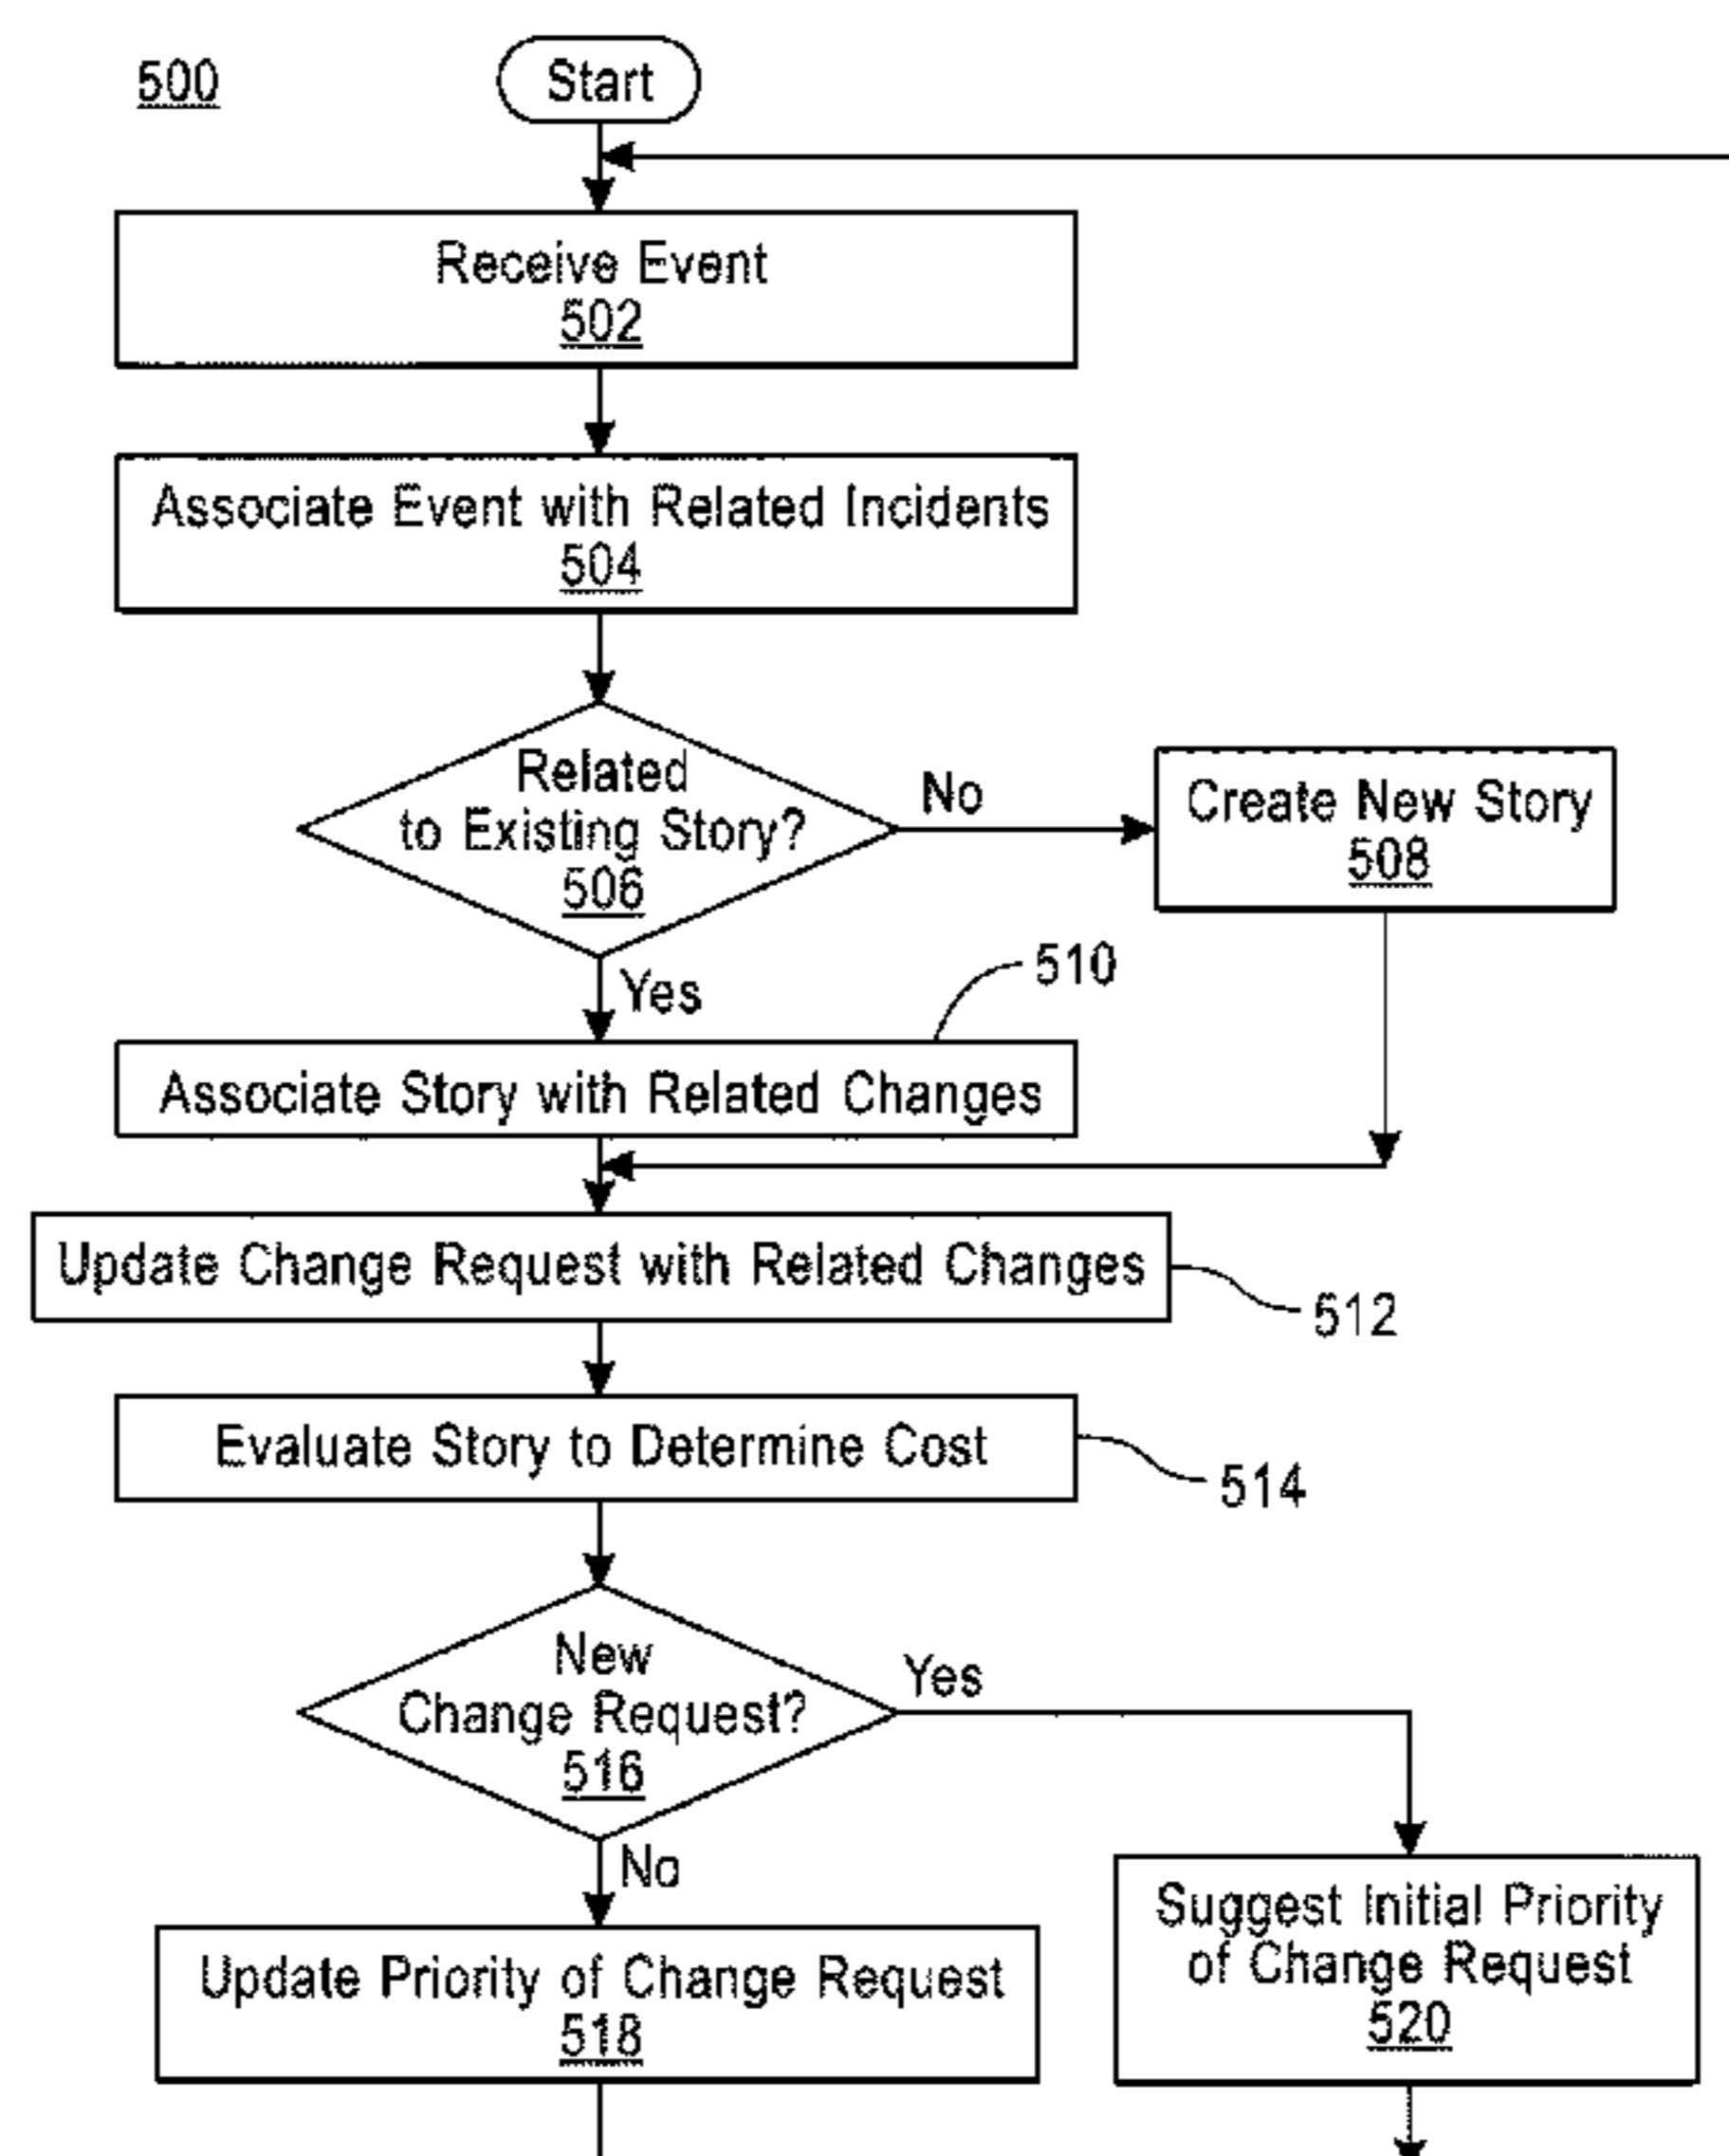 500
Start
Receive Event
502
Associate Event with Related Incidents
504
Related
to Existing Story?
506
No
Create New Story
508
Yes
510
Associate Story with Related Changes
Update Change Request with Related Changes
512
Evaluate Story to Determine Cost
514
New
Change Request?
516
Yes
No
Suggest Initial Priority
of Change Request
520
Update Priority of Change Request
518